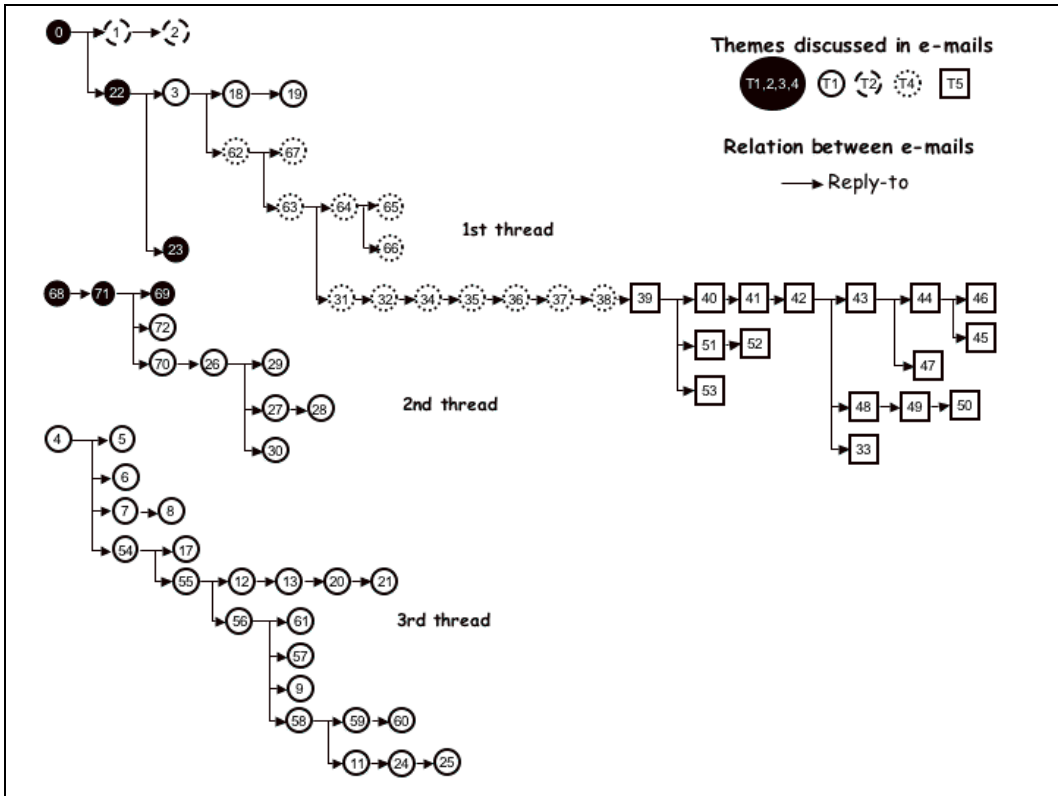 0 1 2
Themes discussed in e-mails
T1,2,3,4 T1 T2 T4 T5
22 3 18 19
Relation between e-mails
62 67
Reply-to
63 64 65
1st thread
23 66
68 71 69
31 32 34 35 36 37 38 39 40 41 42 43 44 46
72
51 52 45
70 26 29
47
53
27 28
2nd thread
48 49 50
4 5
30
33
6
7 8
54 17
55 12 13 20 21
56 61
3rd thread
57
9
58 59 60
11 24 25